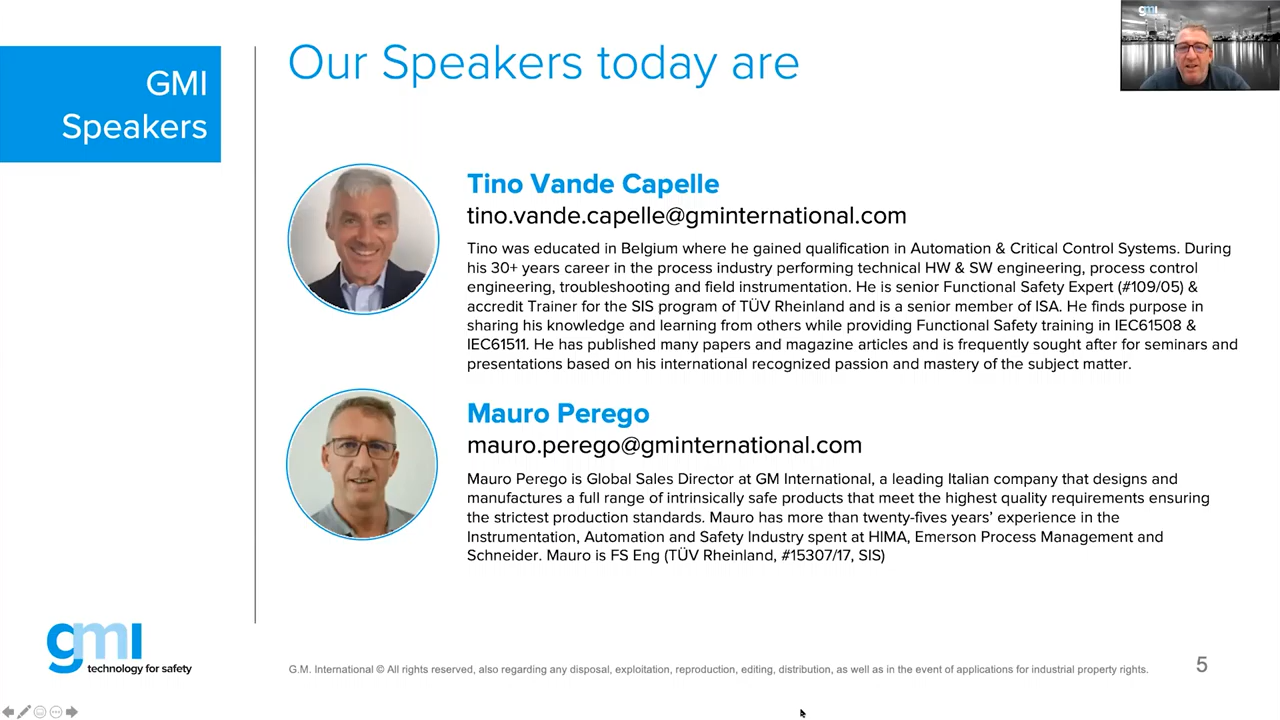 GMI
Speakers
Our Speakers today are
gmi
Tino Vande Capelle
tino.vande.capelle@gminternational.com
Tino was educated in Belgium where he gained qualification in Automation & Critical Control Systems. During
his 30+ years career in the process industry performing technical HW & SW engineering, process control
engineering, troubleshooting and field instrumentation. He is senior Functional Safety Expert (#109/05) &
accredit Trainer for the SIS program of TÜV Rheinland and is a senior member of ISA. He finds purpose in
sharing his knowledge and learning from others while providing Functional Safety training in IEC61508 &
IEC61511. He has published many papers and magazine articles and is frequently sought after for seminars and
presentations based on his international recognized passion and mastery of the subject matter.
Mauro Perego
mauro.perego@gminternational.com
Mauro Perego is Global Sales Director at GM International, a leading Italian company that designs and
manufactures a full range of intrinsically safe products that meet the highest quality requirements ensuring
the strictest production standards. Mauro has more than twenty-fives years’ experience in the
Instrumentation, Automation and Safety Industry spent at HIMA, Emerson Process Management and
Schneider. Mauro is FS Eng (TÜV Rheinland, #15307/17, SIS)
gmi
technology for safety
G.M. International © All rights reserved, also regarding any disposal, exploitation, reproduction, editing, distribution, as well as in the event of applications for industrial property rights.
5